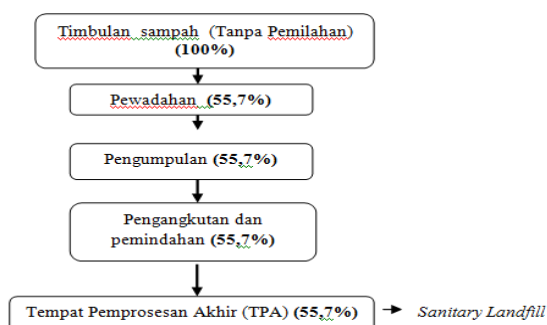 Timbulan sampah (Tanpa Pemilahan)
(100%)
Pewadahan (55,7%)
Pengumpulan (55,7%)
Pengangkutan dan
pemindahan (55,7%)
Tempat Pemprosesan Akhir (TPA) (55,7%)
Sanitary Landfill